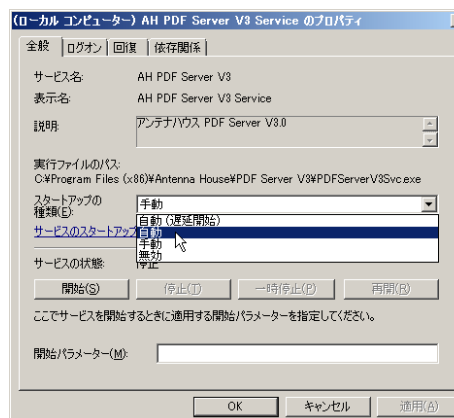 (ローカル コンピューター) AH PDF Server V3 Service のプロパティ
全般 ログオン 回復 依存関係
サービス名: AH PDF Server V3
表示名: AH PDF Server V3 Service
説明: アンテナハウス PDF Server V3.0
実行ファイルのパス:
C:¥Program Files (x86)¥Antenna House¥PDF Server V3¥PDFServerV3Svc.exe
スタートアップの
種類(E): 手動
自動 (遅延開始)
サービスのスタートアップ 自動
手動
無効
サービスの状態: 停止
開始(S) 停止(T) 一時停止(P) 再開(R)
ここでサービスを開始するときに適用する開始パラメーターを指定してください。
開始パラメーター(M):
OK キャンセル 適用(A)